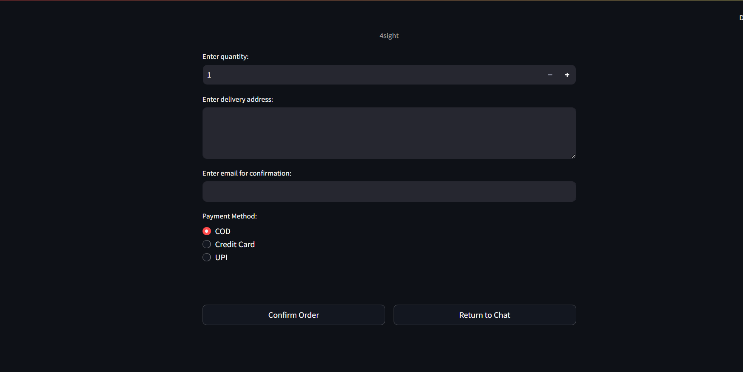 4sight
Enter quantity:
1 − +
Enter delivery address:
Enter email for confirmation:
Payment Method:
COD
Credit Card
UPI
Confirm Order Return to Chat